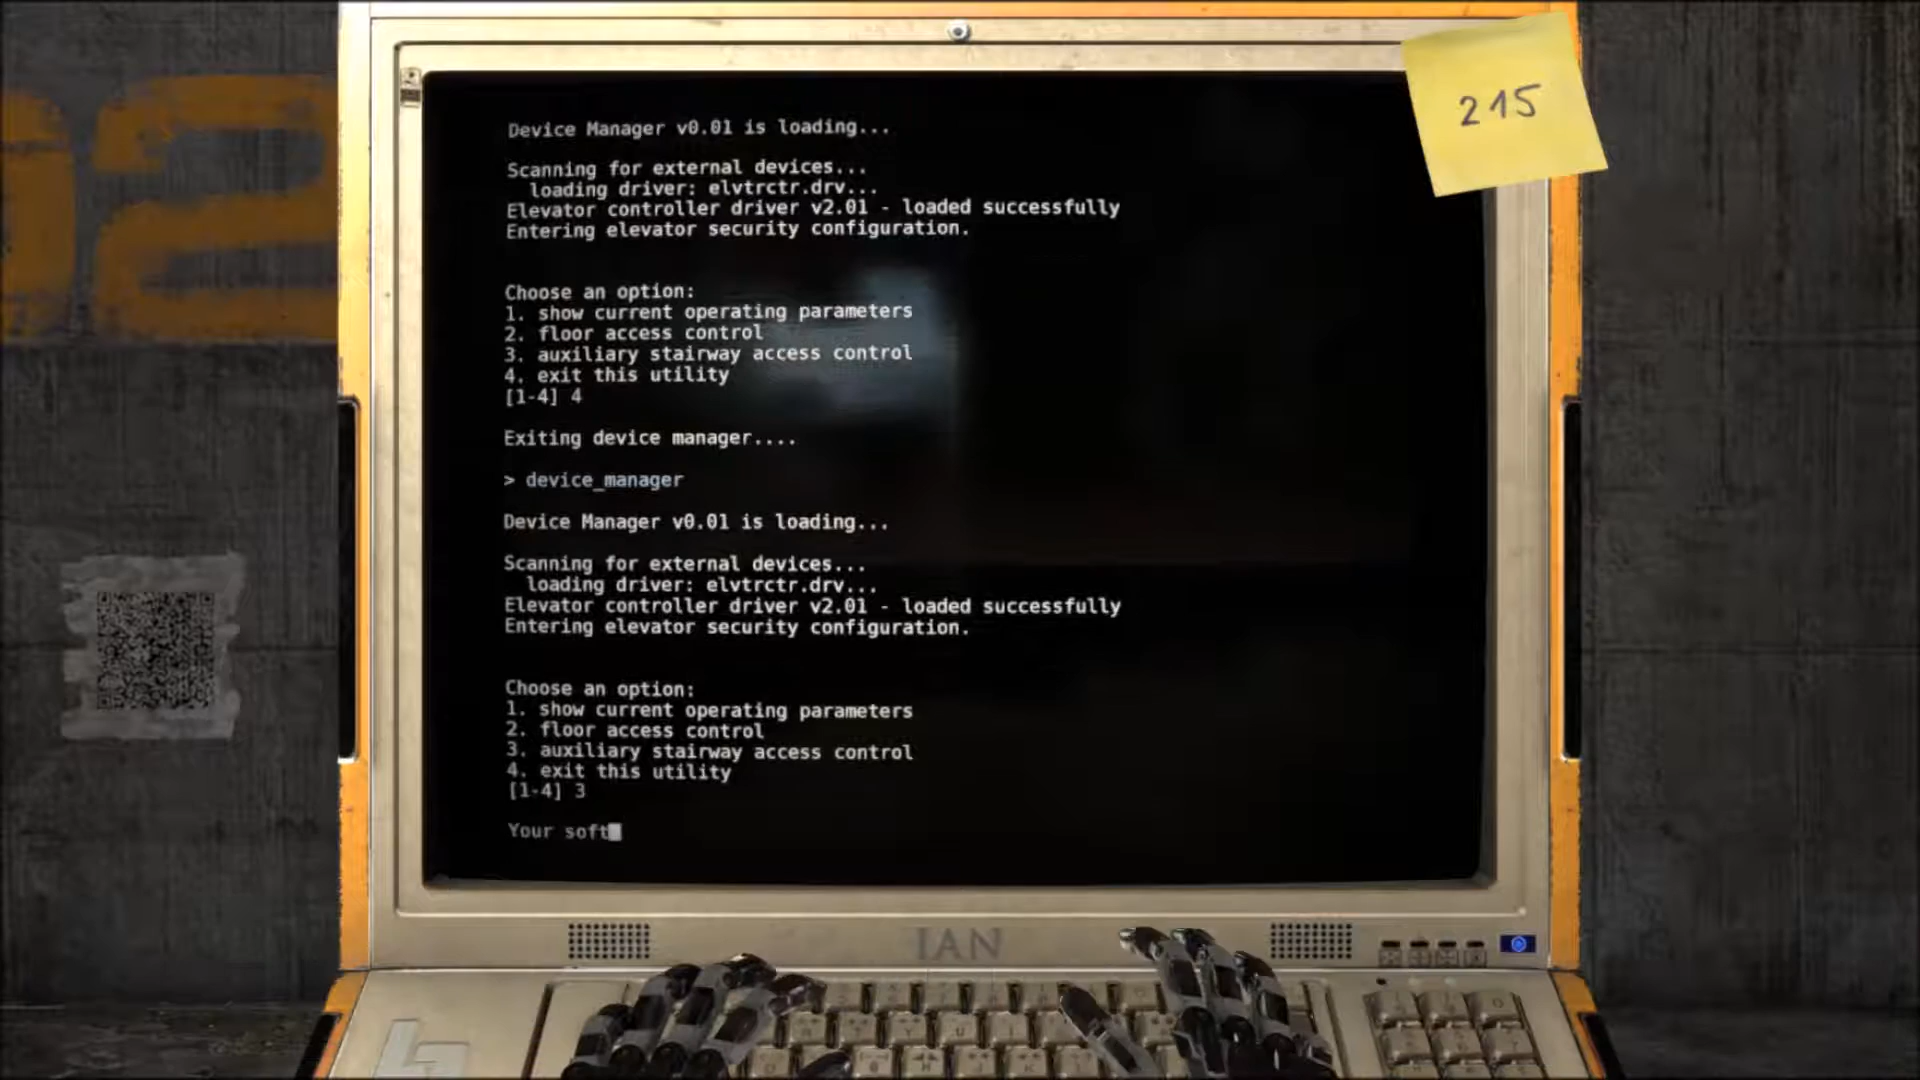 02
215
Device Manager v0.01 is loading...
Scanning for external devices...
loading driver: elvtrctr.drv...
Elevator controller driver v2.01 - loaded successfully
Entering elevator security configuration.
Choose an option:
1. show current operating parameters
2. floor access control
3. auxiliary stairway access control
4. exit this utility
[1-4] 4
Exiting device manager....
> device_manager
Device Manager v0.01 is loading...
Scanning for external devices...
loading driver: elvtrctr.drv...
Elevator controller driver v2.01 - loaded successfully
Entering elevator security configuration.
Choose an option:
1. show current operating parameters
2. floor access control
3. auxiliary stairway access control
4. exit this utility
[1-4] 3
Your soft
IAN